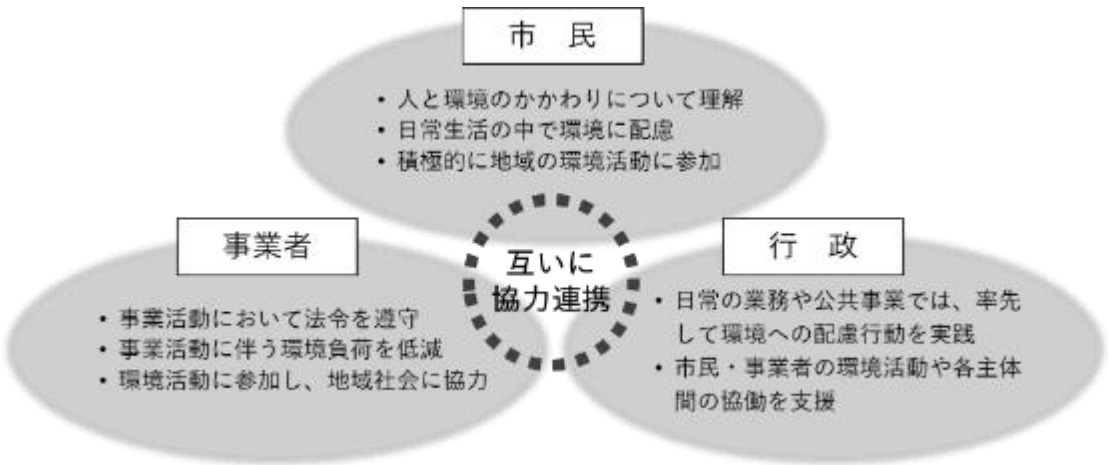 市　民
• 人と環境のかかわりについて理解
• 日常生活の中で環境に配慮
• 積極的に地域の環境活動に参加
互いに
協力連携
事業者
• 事業活動において法令を遵守
• 事業活動に伴う環境負荷を低減
• 環境活動に参加し、地域社会に協力
行　政
• 日常の業務や公共事業では、率先
して環境への配慮行動を実践
• 市民・事業者の環境活動や各主体
間の協働を支援